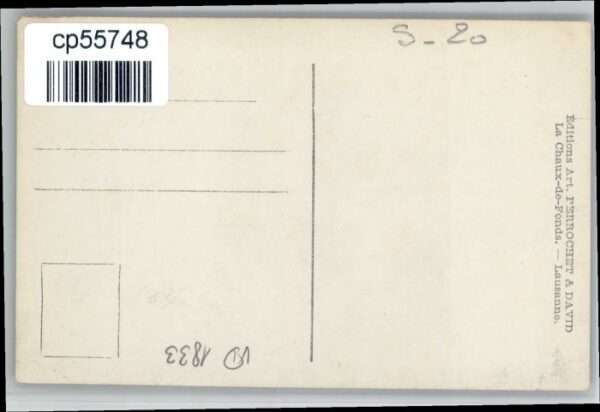 cp55748
S - 20
Editions Art. PERROCHET & DAVID
La Chaux-de-Fonds. — Lausanne.
VD 1833